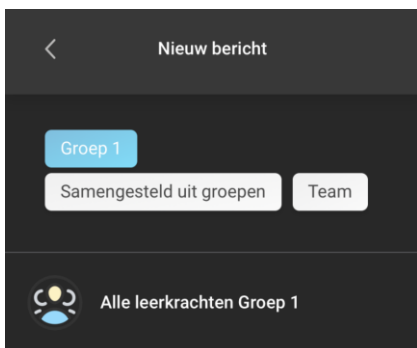 Nieuw bericht
Groep 1
Samengesteld uit groepen Team
Alle leerkrachten Groep 1